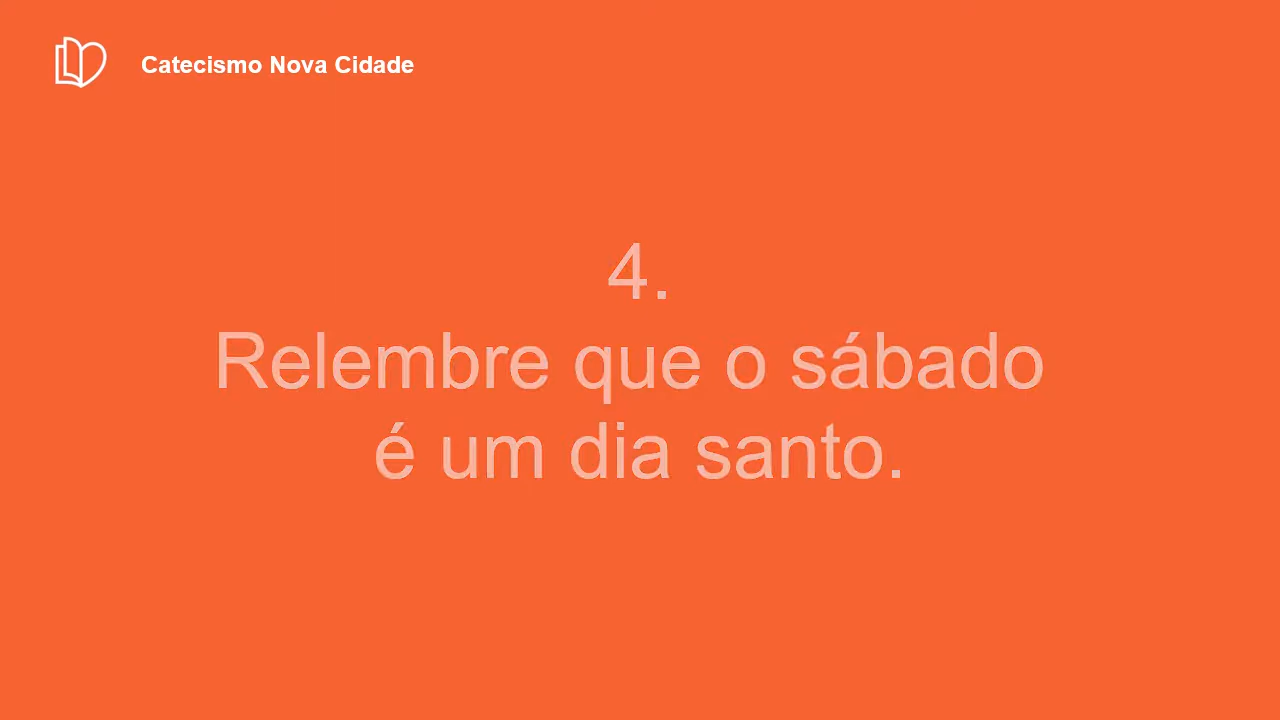 Catecismo Nova Cidade
4.
Relembre que o sábado
é um dia santo.